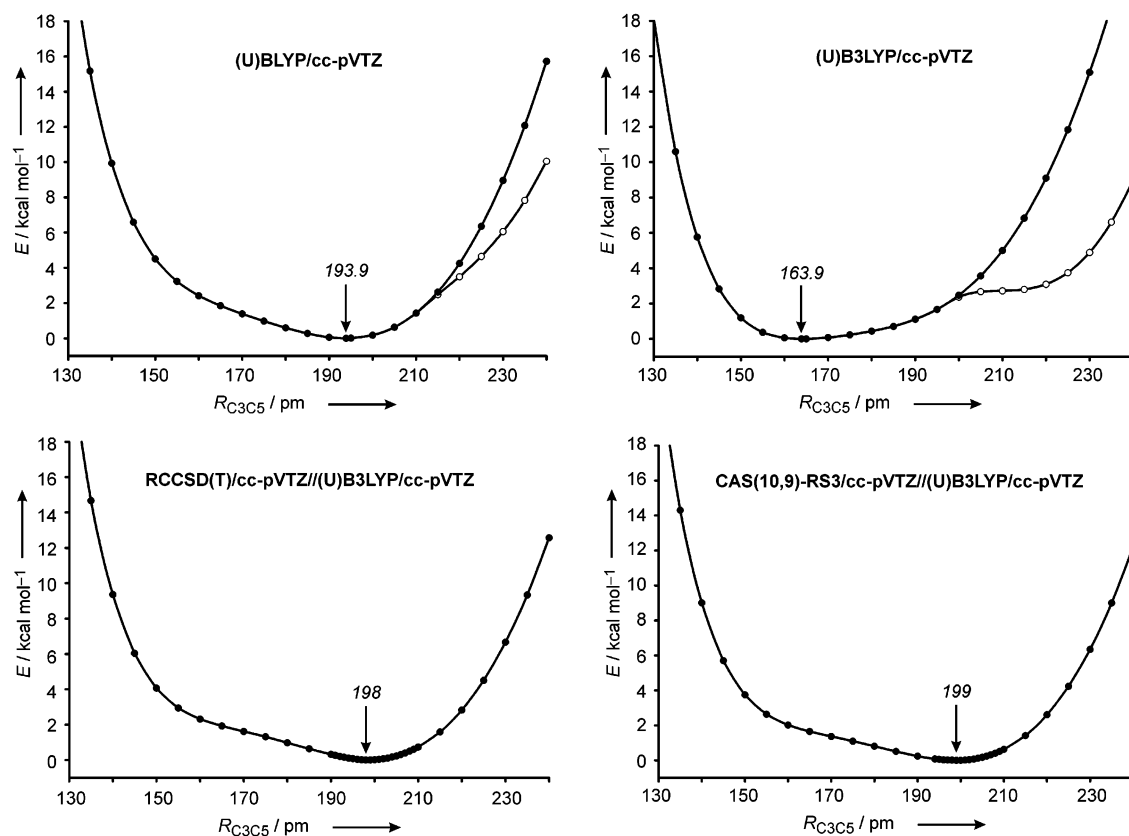 (U)BLYP/cc-pVTZ
E / kcal mol⁻¹
18
16
14
12
10
8
6
4
2
0
193.9
130 150 170 190 210 230
R_C3C5 / pm
(U)B3LYP/cc-pVTZ
E / kcal mol⁻¹
18
16
14
12
10
8
6
4
2
0
163.9
130 150 170 190 210 230
R_C3C5 / pm
RCCSD(T)/cc-pVTZ//(U)B3LYP/cc-pVTZ
E / kcal mol⁻¹
18
16
14
12
10
8
6
4
2
0
198
130 150 170 190 210 230
R_C3C5 / pm
CAS(10,9)-RS3/cc-pVTZ//(U)B3LYP/cc-pVTZ
E / kcal mol⁻¹
18
16
14
12
10
8
6
4
2
0
199
130 150 170 190 210 230
R_C3C5 / pm